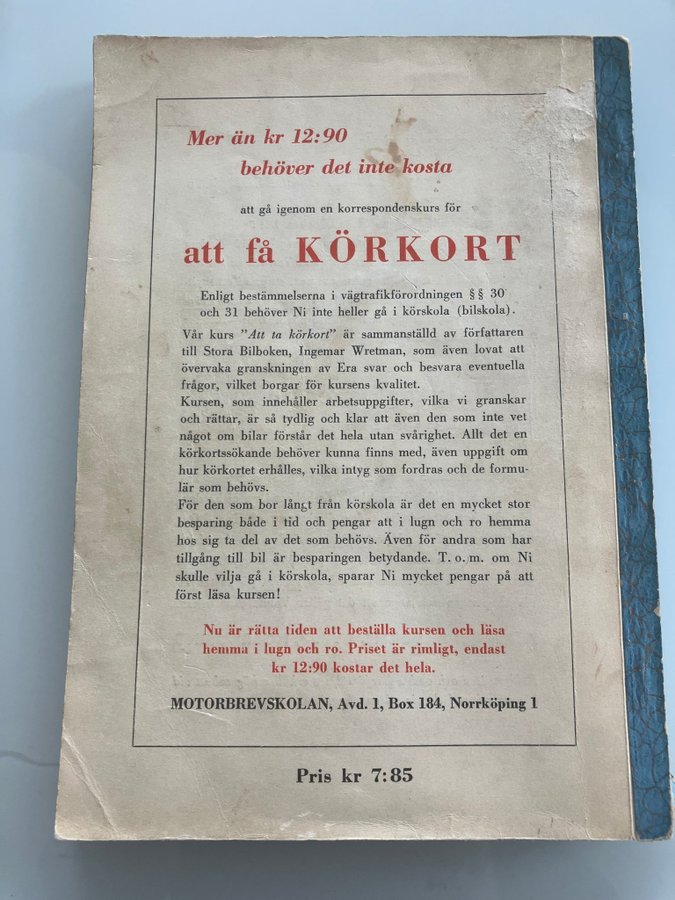 Mer än kr 12:90
behöver det inte kosta
att gå igenom en korrespondenskurs för
att få KÖRKORT
Enligt bestämmelserna i vägtrafikförordningen §§ 30
och 31 behöver Ni inte heller gå i körskola (bilskola).
Vår kurs "Att ta körkort" är sammanställd av författaren
till Stora Bilboken, Ingemar Wretman, som även lovat att
övervaka granskningen av Era svar och besvara eventuella
frågor, vilket borgar för kursens kvalitet.
Kursen, som innehåller arbetsuppgifter, vilka vi granskar
och rättar, är så tydlig och klar att även den som inte vet
något om bilar förstår det hela utan svårighet. Allt det en
körkortssökande behöver kunna finns med, även uppgift om
hur körkortet erhålles, vilka intyg som fordras och de formu-
lär som behövs.
För den som bor långt från körskola är det en mycket stor
besparing både i tid och pengar att i lugn och ro hemma
hos sig ta del av det som behövs. Även för andra som har
tillgång till bil är besparingen betydande. T. o. m. om Ni
skulle vilja gå i körskola, sparar Ni mycket pengar på att
först läsa kursen!
Nu är rätta tiden att beställa kursen och läsa
hemma i lugn och ro. Priset är rimligt, endast
kr 12:90 kostar det hela.
MOTORBREVSKOLAN, Avd. 1, Box 184, Norrköping 1
Pris kr 7:85